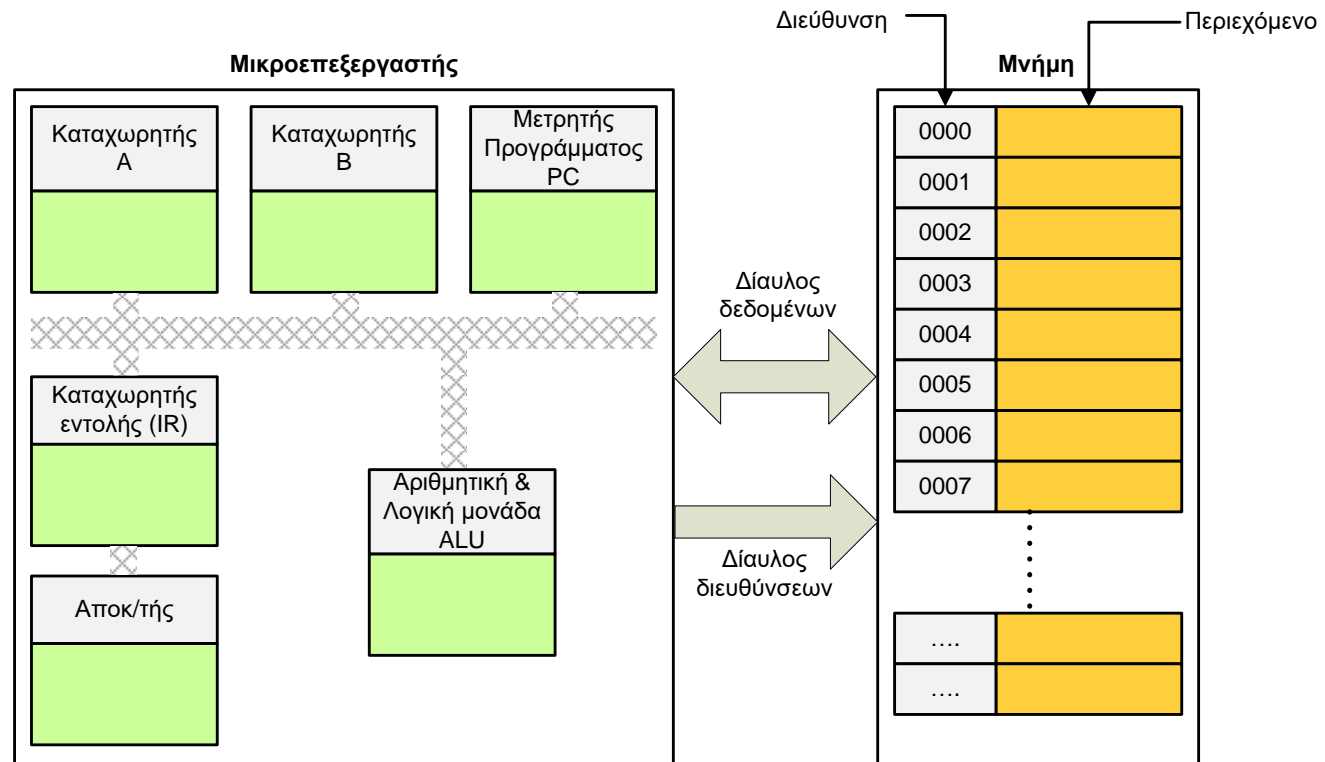 Διεύθυνση
Περιεχόμενο
Μικροεπεξεργαστής
Μνήμη
Καταχωρητής
Α
Καταχωρητής
Β
Μετρητής
Προγράμματος
PC
Καταχωρητής
εντολής (IR)
Αριθμητική &
Λογική μονάδα
ALU
Αποκ/τής
Δίαυλος
δεδομένων
Δίαυλος
διευθύνσεων
0000
0001
0002
0003
0004
0005
0006
0007
....
....